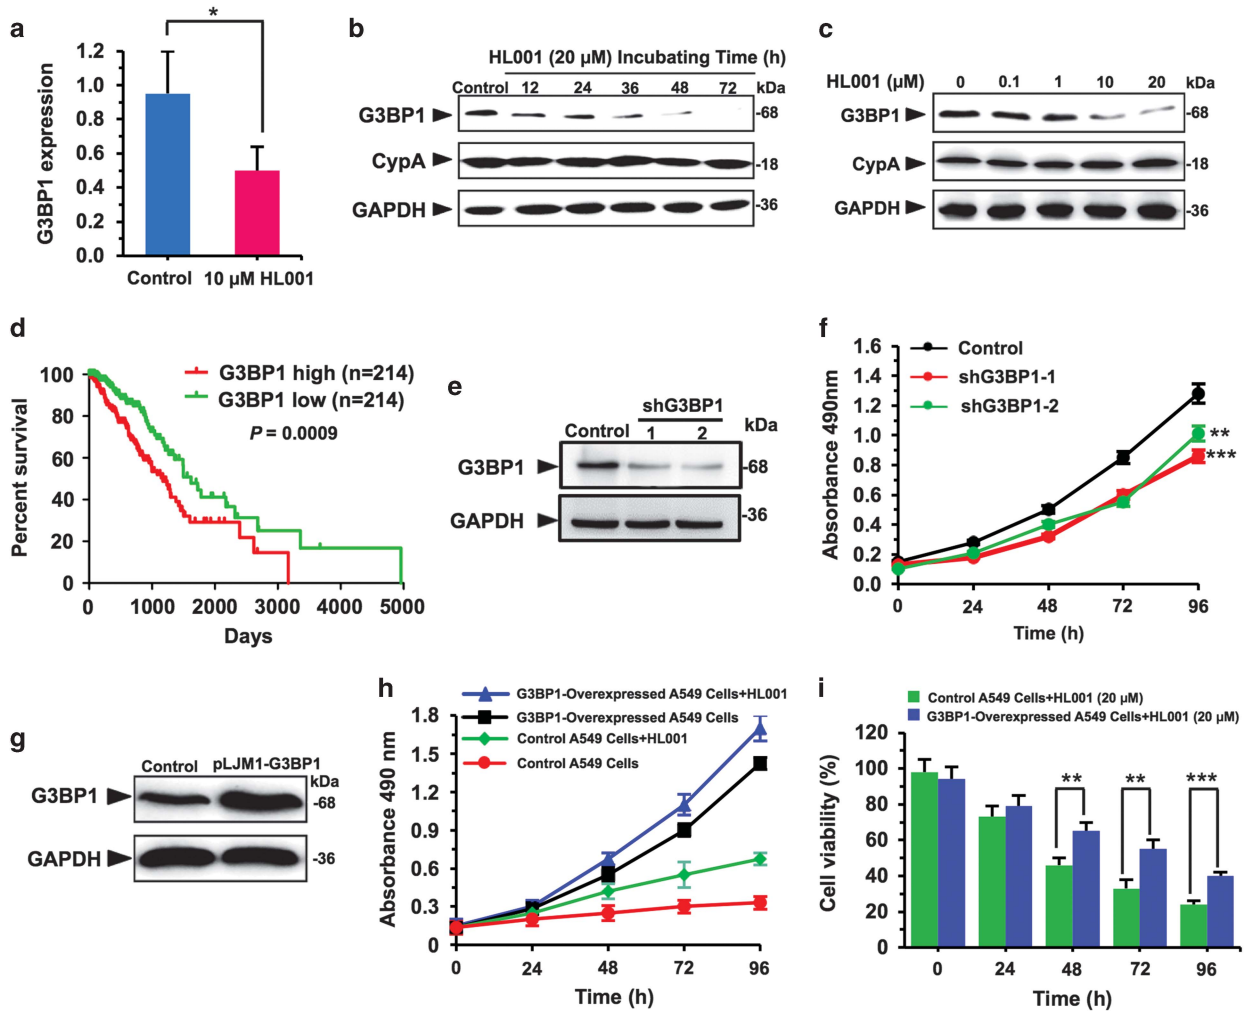 a
*
G3BP1 expression
1.2
1.0
0.8
0.6
0.4
0.2
0.0
Control 10 µM HL001
b
HL001 (20 µM) Incubating Time (h)
Control 12 24 36 48 72 kDa
G3BP1 -68
CypA -18
GAPDH -36
c
HL001 (µM) 0 0.1 1 10 20 kDa
G3BP1 -68
CypA -18
GAPDH -36
d
Percent survival
100
80
60
40
20
0
G3BP1 high (n=214)
G3BP1 low (n=214)
P = 0.0009
0 1000 2000 3000 4000 5000
Days
e
shG3BP1
Control 1 2 kDa
G3BP1 -68
GAPDH -36
f
Absorbance 490nm
1.6
1.4
1.2
1.0
0.8
0.6
0.4
0.2
0.0
Control
shG3BP1-1
shG3BP1-2
**
***
0 24 48 72 96
Time (h)
g
Control pLJM1-G3BP1
kDa
G3BP1 -68
GAPDH -36
h
G3BP1-Overexpressed A549 Cells+HL001
G3BP1-Overexpressed A549 Cells
Control A549 Cells+HL001
Control A549 Cells
Absorbance 490 nm
1.8
1.5
1.2
0.9
0.6
0.3
0
0 24 48 72 96
Time (h)
i
Control A549 Cells+HL001 (20 µM)
G3BP1-Overexpressed A549 Cells+HL001 (20 µM)
Cell viability (%)
120
100
80
60
40
20
0
** ** ***
0 24 48 72 96
Time (h)